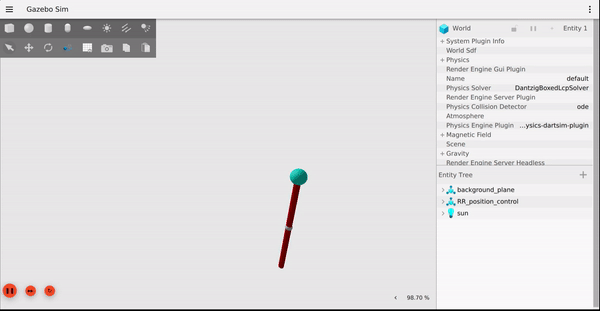 Gazebo Sim
World
Entity 1
System Plugin Info
World Sdf
Physics
Render Engine Gui Plugin
Name default
Physics Solver DantzigBoxedLcpSolver
Render Engine Server Plugin
Physics Collision Detector ode
Atmosphere
Physics Engine Plugin ...ysics-dartsim-plugin
Magnetic Field
Scene
Gravity
Render Engine Server Headless
Entity Tree
background_plane
RR_position_control
sun
98.70 %